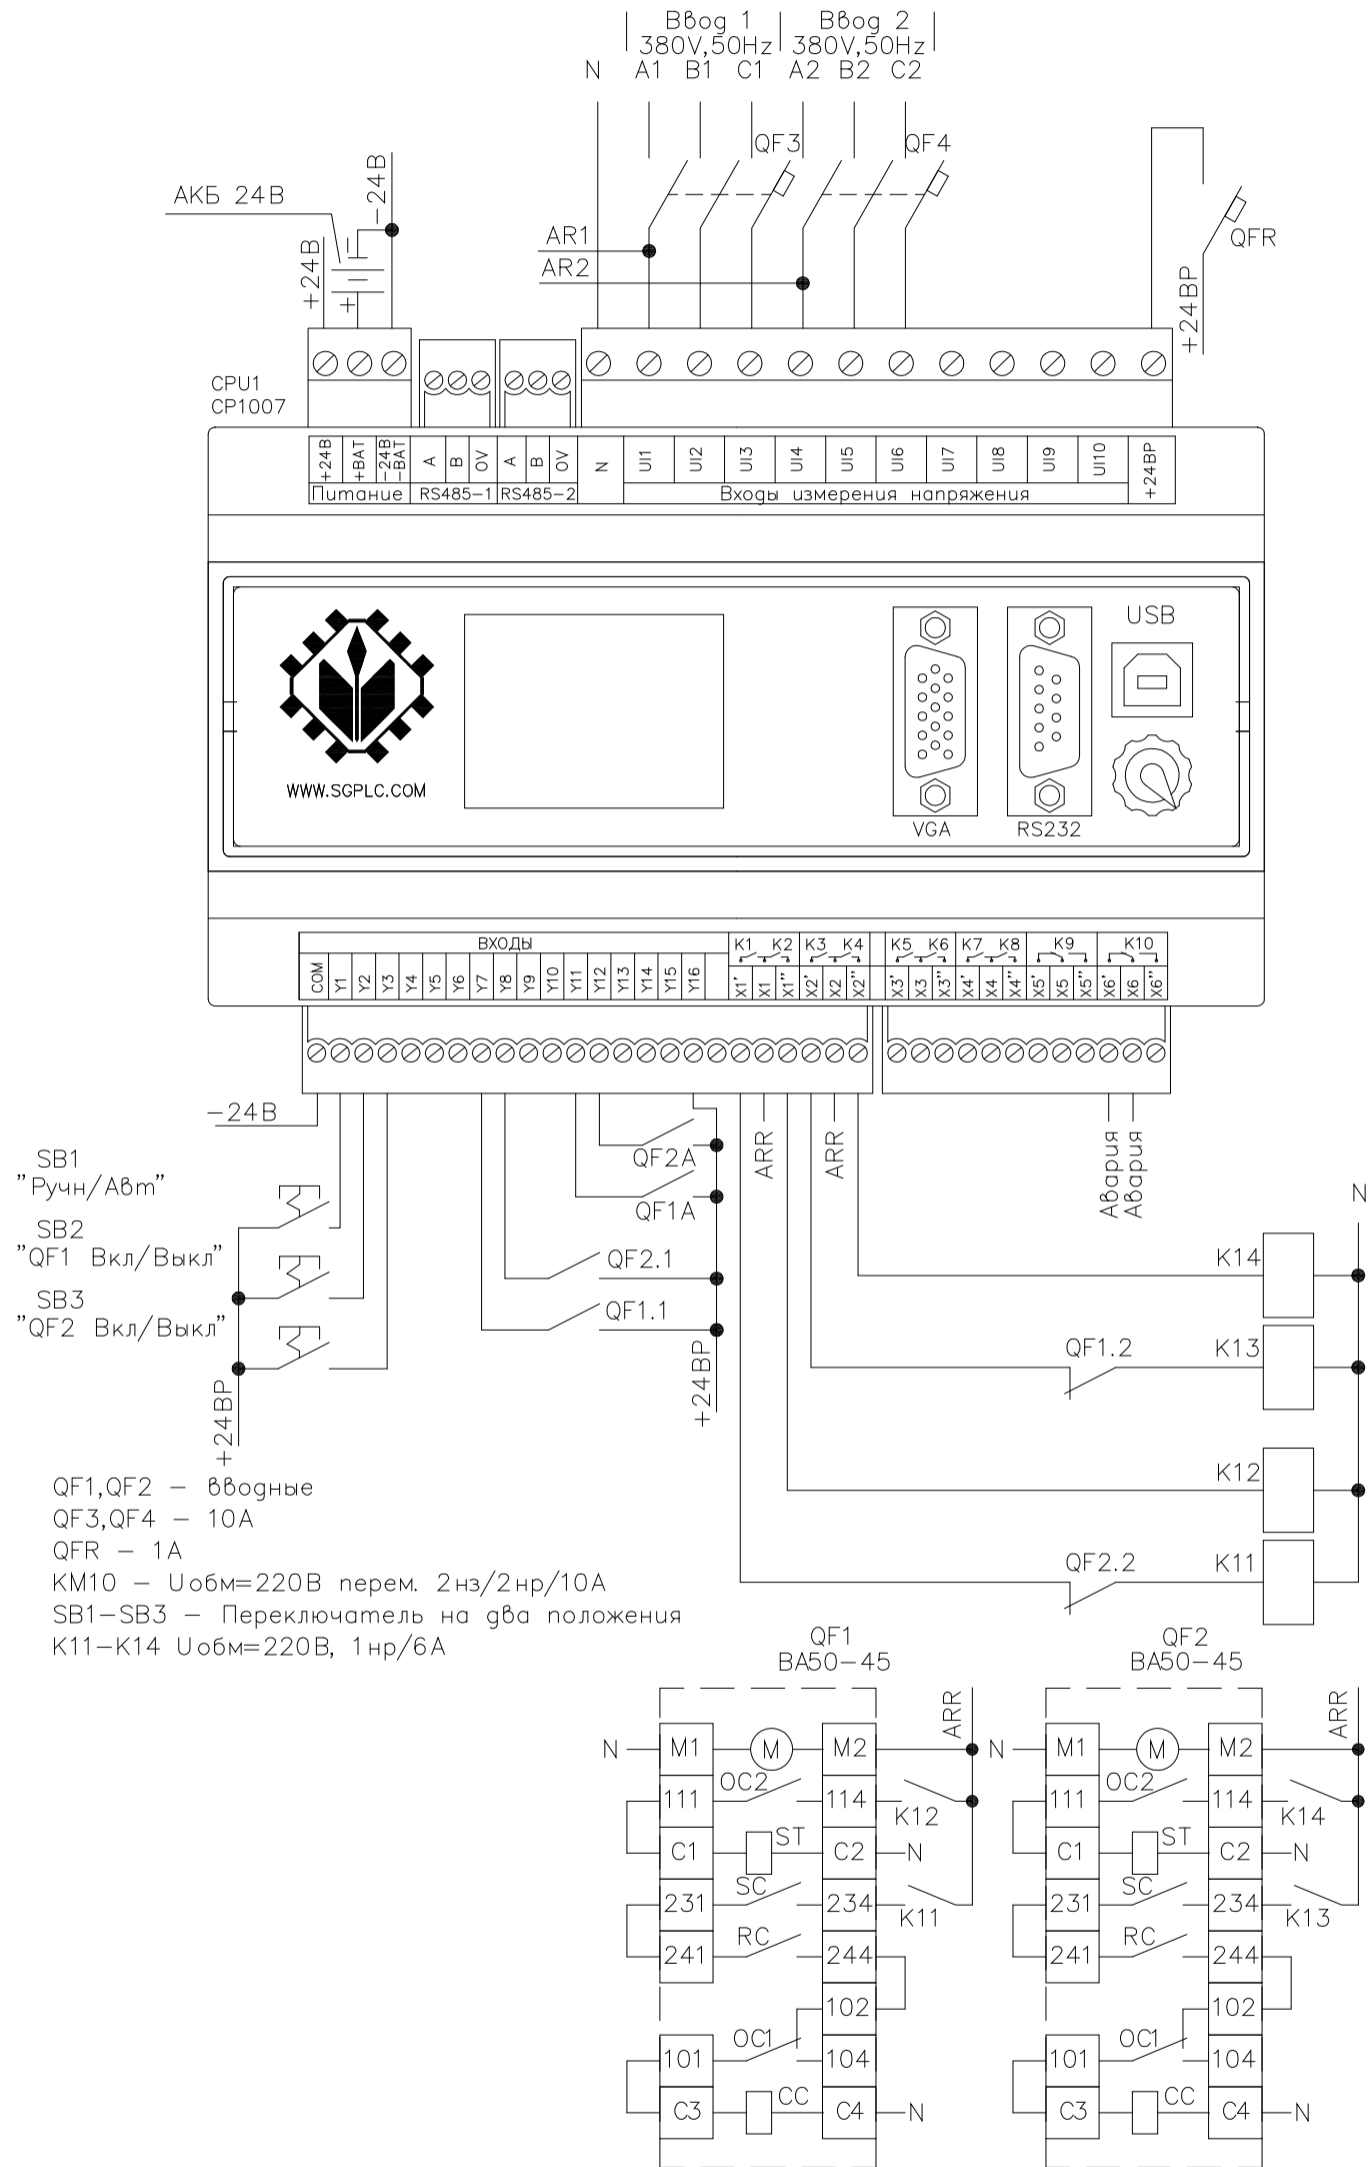 Ввод 1 Ввод 2
380V,50Hz 380V,50Hz
N A1 B1 C1 A2 B2 C2
QF3 QF4
АКБ 24В
-24В
+24В
+
AR1
AR2
QFR
+24ВР
CPU1
CP1007
+24В +BAT -24В -BAT A B 0V A B 0V N UI1 UI2 UI3 UI4 UI5 UI6 UI7 UI8 UI9 UI10 +24ВР
Питание RS485-1 RS485-2 Входы измерения напряжения
USB
WWW.SGPLC.COM
VGA RS232
ВХОДЫ K1 K2 K3 K4 K5 K6 K7 K8 K9 K10
COM Y1 Y2 Y3 Y4 Y5 Y6 Y7 Y8 Y9 Y10 Y11 Y12 Y13 Y14 Y15 Y16 X1' X1 X1" X2' X2 X2" X3' X3 X3" X4' X4 X4" X5' X5 X5" X6' X6 X6"
-24В
ARR
ARR
Авария
Авария
SB1
"Ручн/Авт"
SB2
"QF1 Вкл/Выкл"
SB3
"QF2 Вкл/Выкл"
+24ВР
QF2A
QF1A
QF2.1
QF1.1
+24ВР
N
K14
QF1.2 K13
K12
QF2.2 K11
QF1,QF2 - вводные
QF3,QF4 - 10А
QFR - 1А
КМ10 - Uобм=220В перем. 2нз/2нр/10А
SB1-SB3 - Переключатель на два положения
К11-К14 Uобм=220В, 1нр/6А
QF1
ВА50-45
ARR
N M1 M M2
111 OC2 114 K12
C1 ST C2 N
231 SC 234 K11
241 RC 244
102
101 OC1 104
C3 CC C4 N
QF2
ВА50-45
ARR
N M1 M M2
111 OC2 114 K14
C1 ST C2 N
231 SC 234 K13
241 RC 244
102
101 OC1 104
C3 CC C4 N